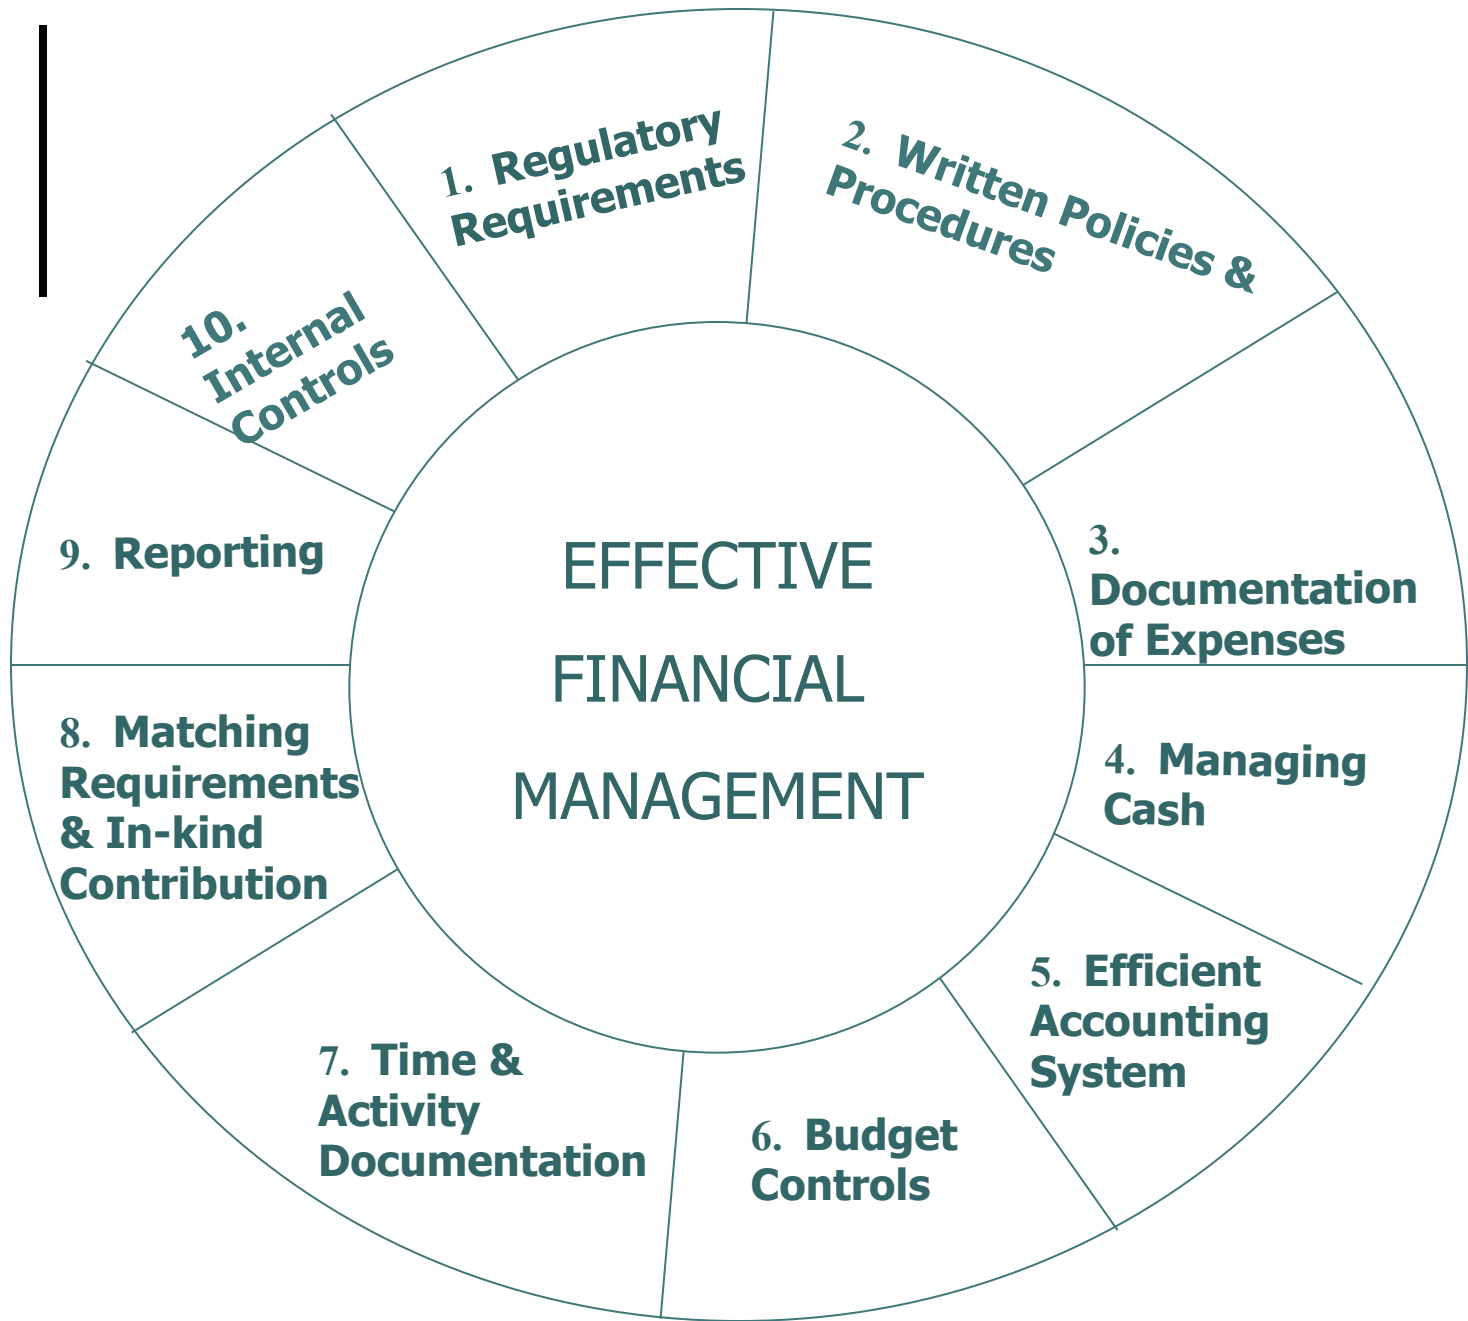 1. Regulatory
Requirements
2. Written Policies &
Procedures
3.
Documentation
of Expenses
4. Managing
Cash
5. Efficient
Accounting
System
6. Budget
Controls
7. Time &
Activity
Documentation
8. Matching
Requirements
& In-kind
Contribution
9. Reporting
10.
Internal
Controls
EFFECTIVE
FINANCIAL
MANAGEMENT